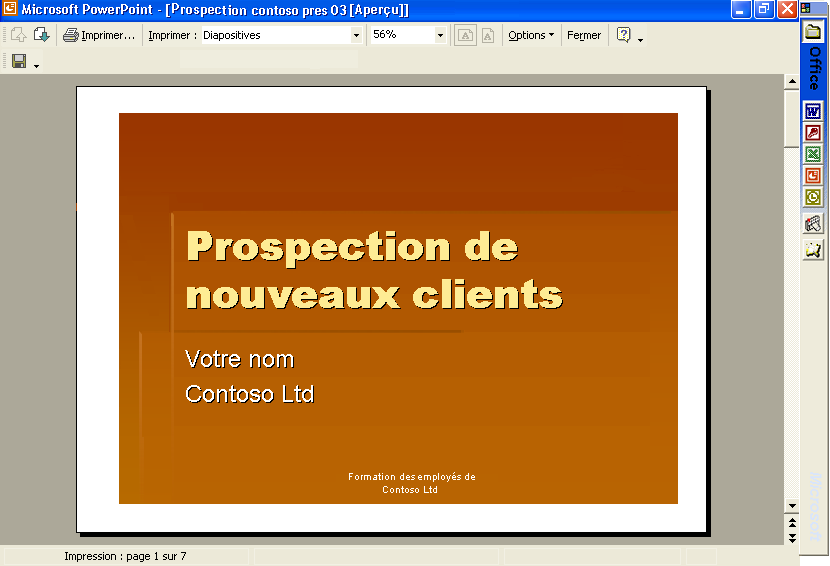 Microsoft PowerPoint - [Prospection contoso pres 03 [Aperçu]]
Imprimer... Imprimer : Diapositives 56% Options Fermer
Office
Prospection de
nouveaux clients
Votre nom
Contoso Ltd
Formation des employés de
Contoso Ltd
Microsoft
Impression : page 1 sur 7